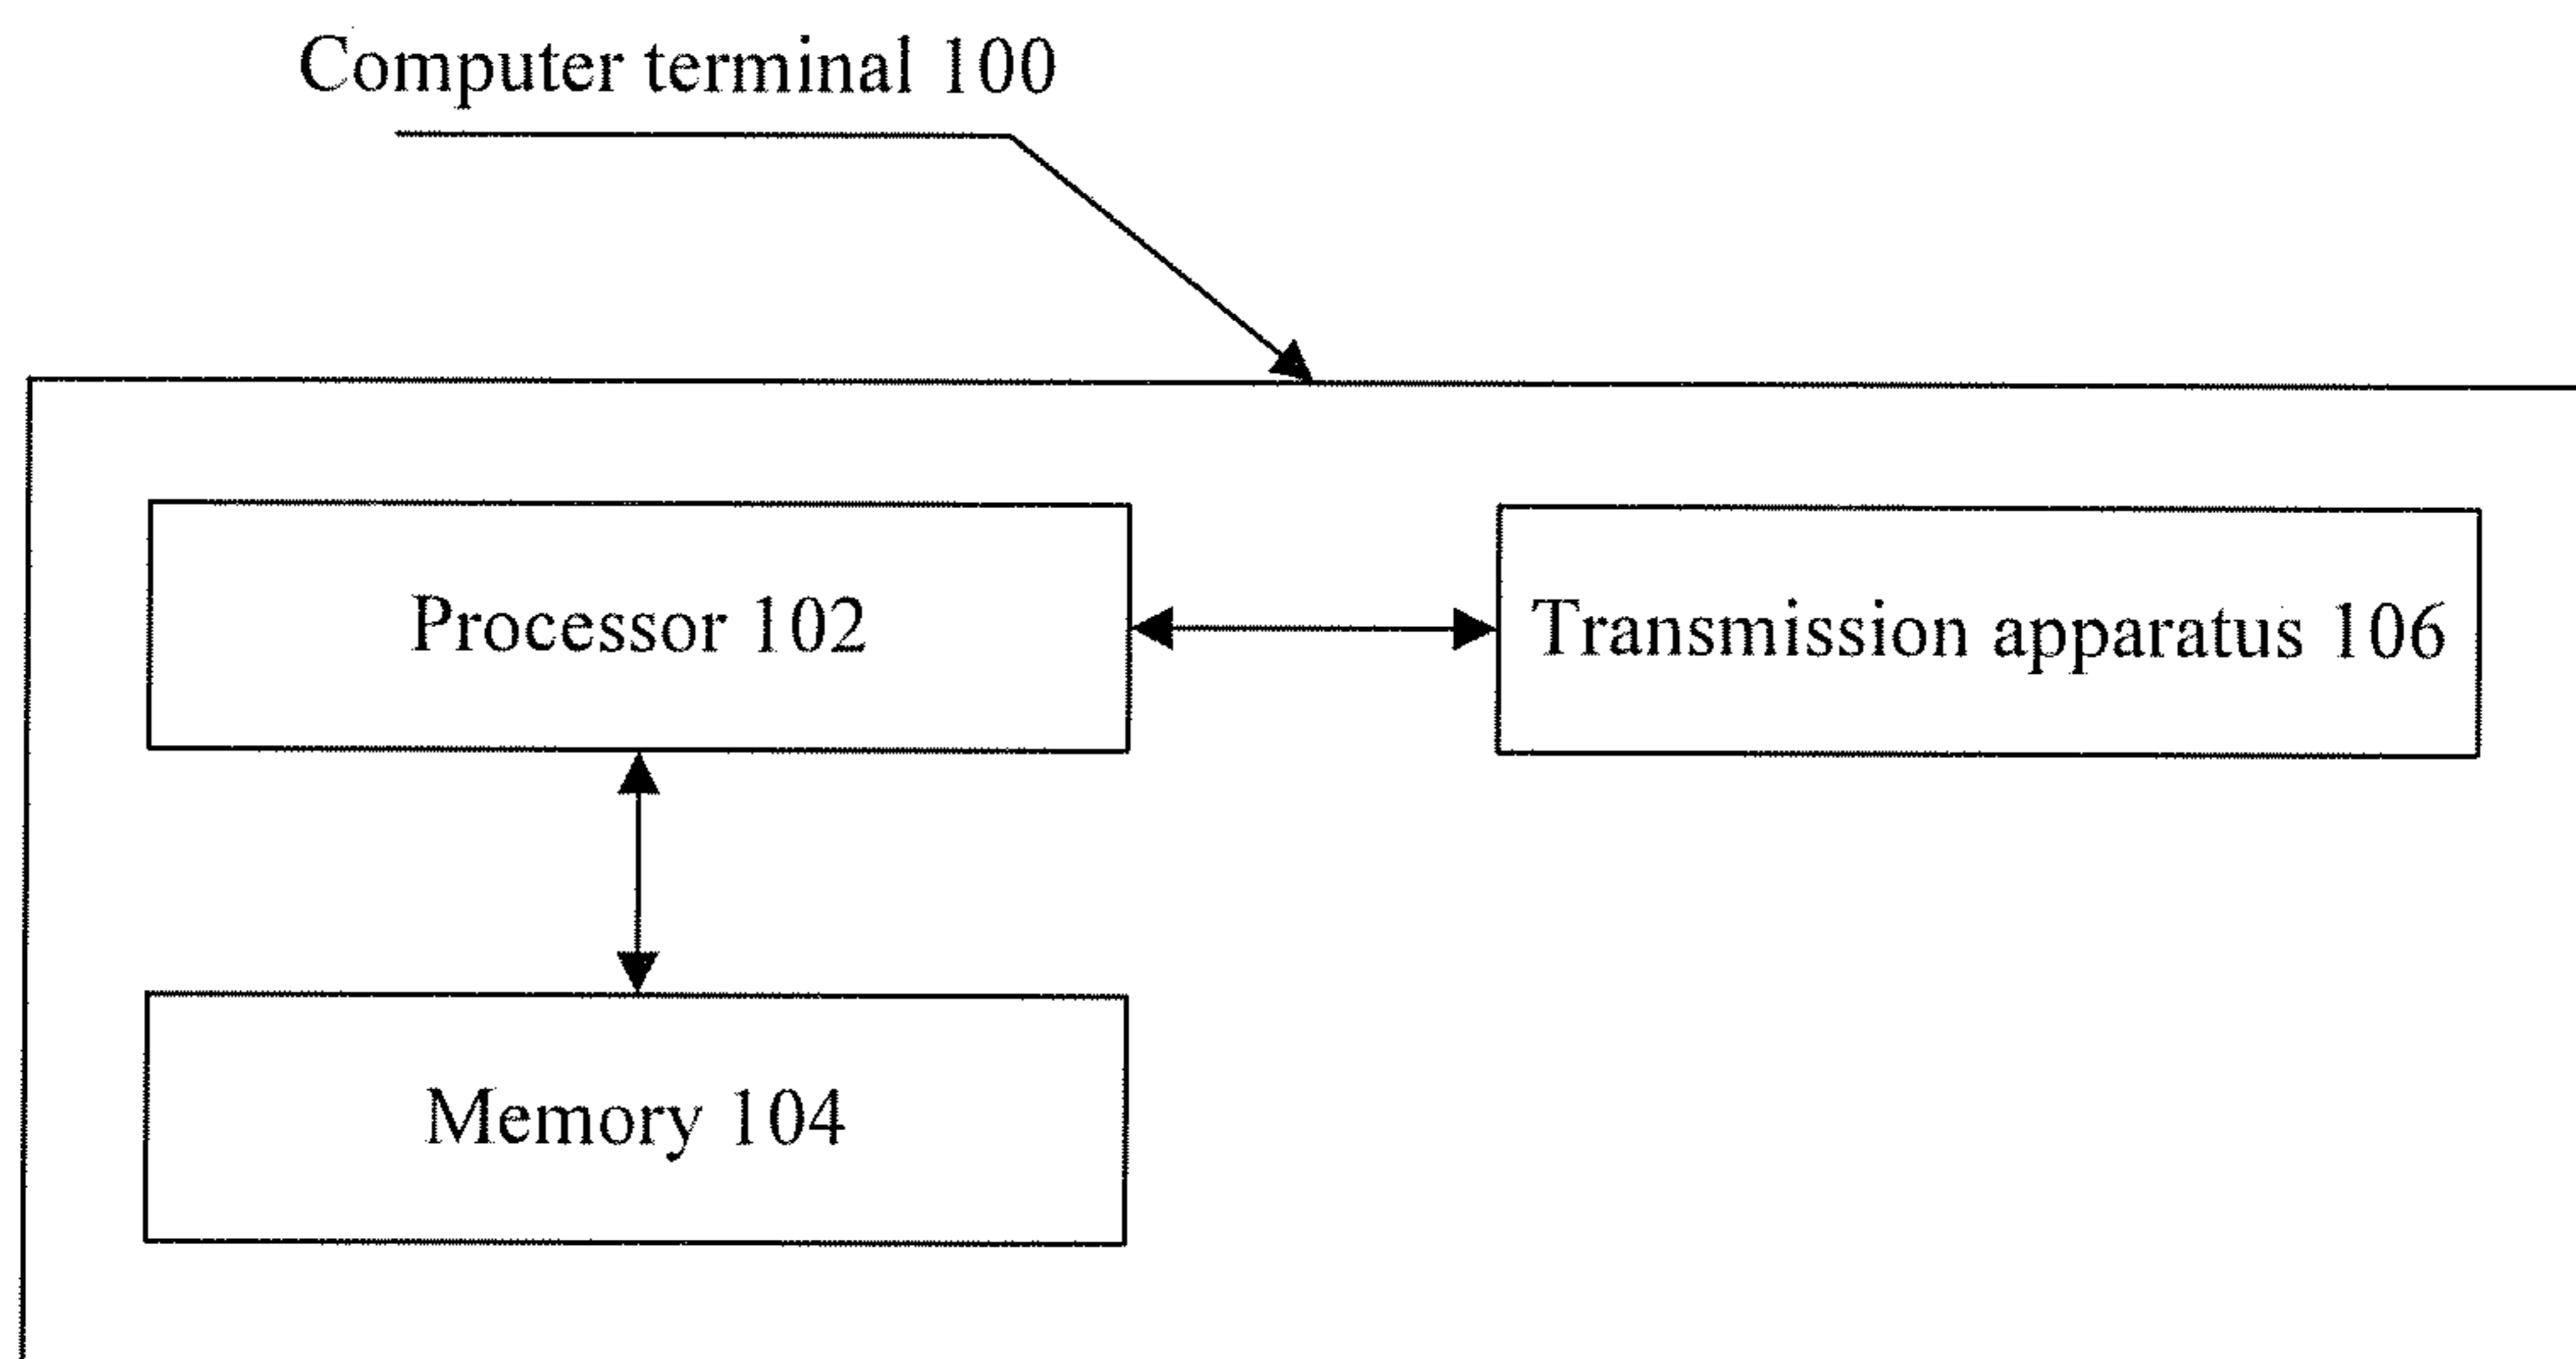 Computer terminal 100
Processor 102
Transmission apparatus 106
Memory 104